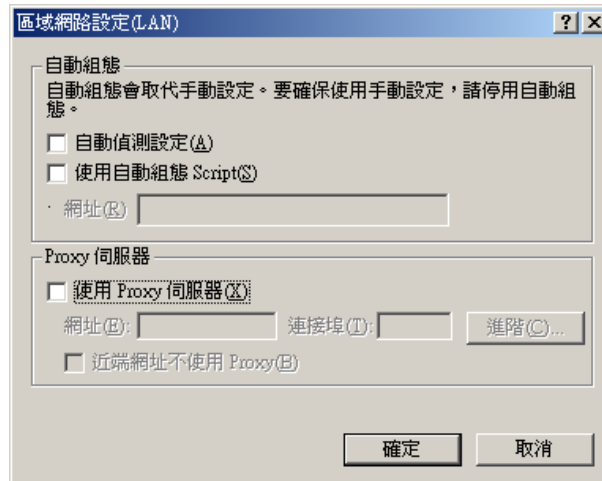 區域網路設定(LAN)
自動組態
自動組態會取代手動設定。要確保使用手動設定，請停用自動組
態。
自動偵測設定(A)
使用自動組態 Script(S)
網址(R)
Proxy 伺服器
使用 Proxy 伺服器(X)
網址(E): 連接埠(T): 進階(C)...
近端網址不使用 Proxy(B)
確定 取消